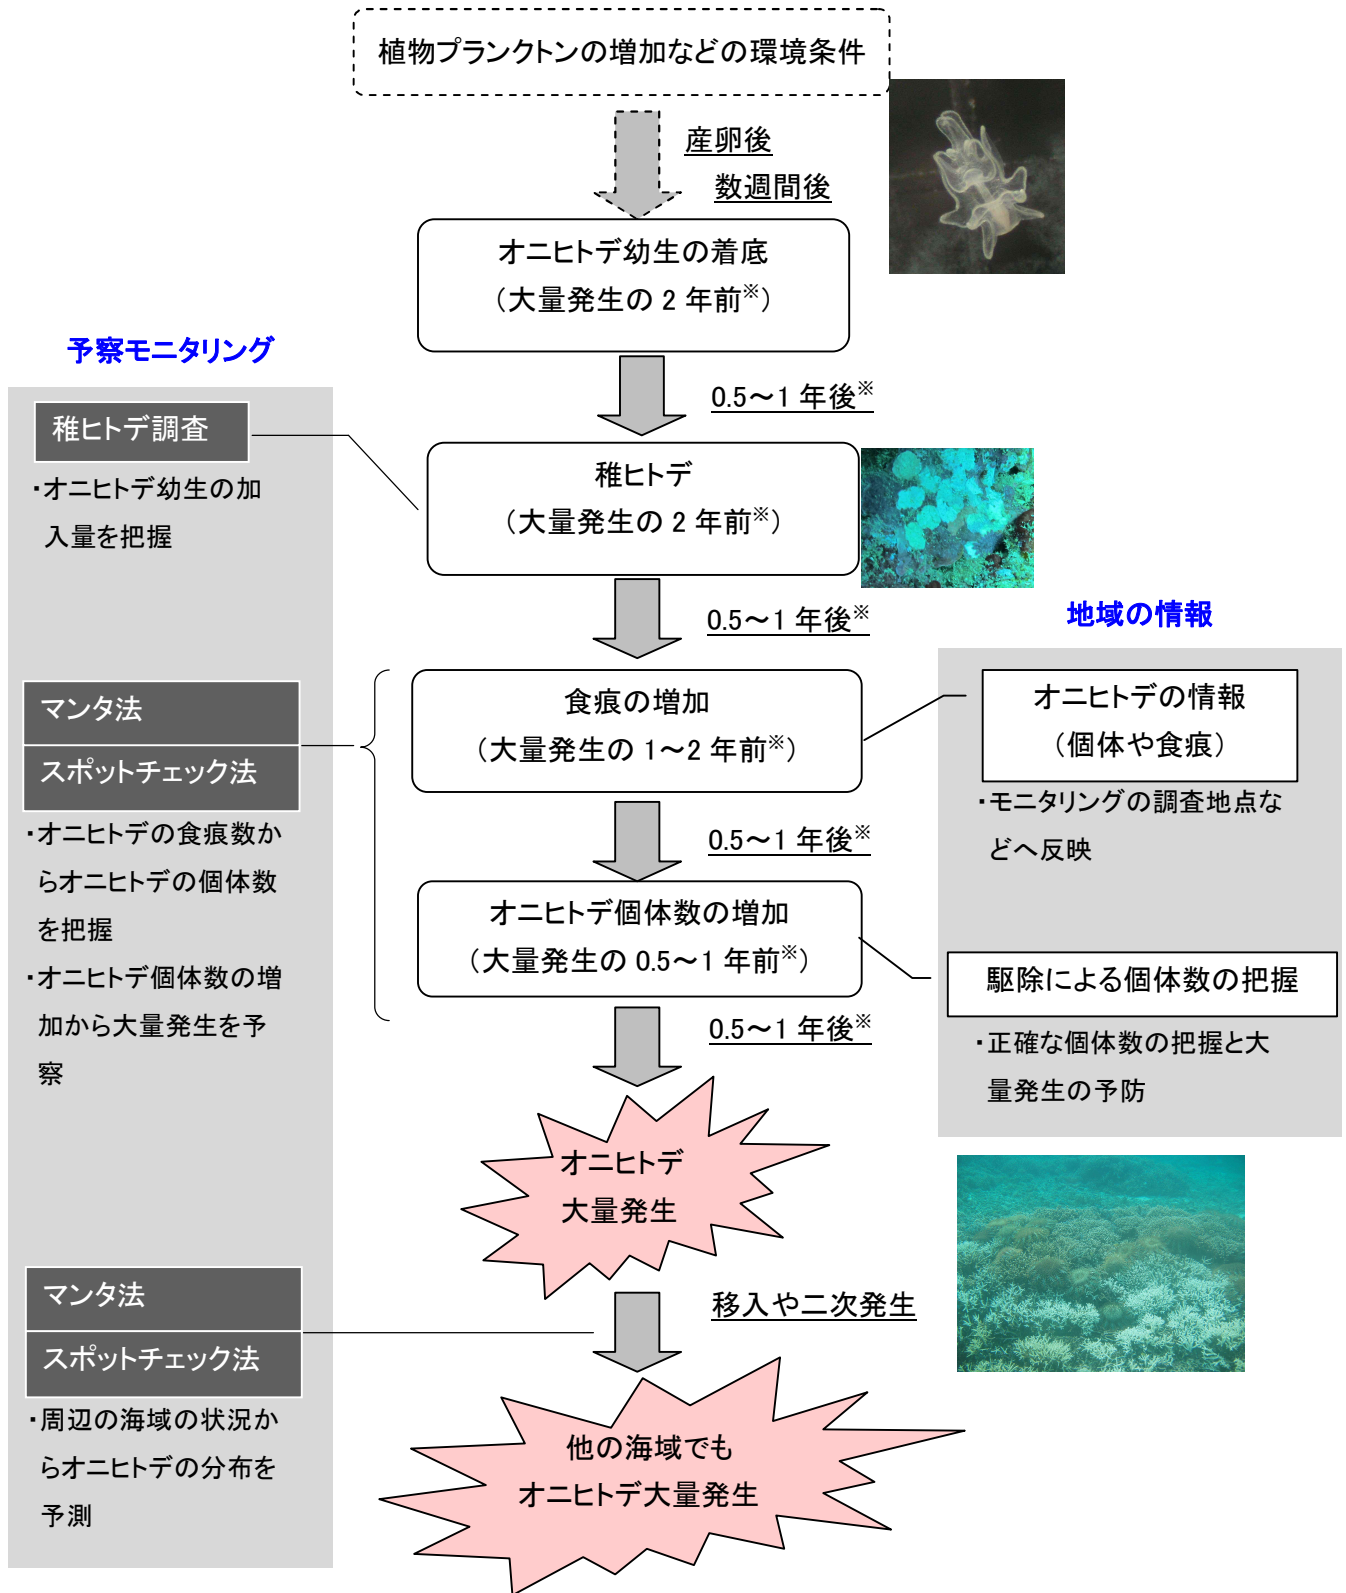 植物プランクトンの増加などの環境条件
産卵後
数週間後
オニヒトデ幼生の着底
（大量発生の 2 年前※）
予察モニタリング
0.5～1 年後※
稚ヒトデ調査
・オニヒトデ幼生の加
入量を把握
稚ヒトデ
（大量発生の 2 年前※）
0.5～1 年後※
地域の情報
マンタ法
スポットチェック法
・オニヒトデの食痕数か
らオニヒトデの個体数
を把握
・オニヒトデ個体数の増
加から大量発生を予
察
食痕の増加
（大量発生の 1～2 年前※）
オニヒトデの情報
（個体や食痕）
・モニタリングの調査地点な
どへ反映
0.5～1 年後※
オニヒトデ個体数の増加
（大量発生の 0.5～1 年前※）
駆除による個体数の把握
・正確な個体数の把握と大
量発生の予防
0.5～1 年後※
オニヒトデ
大量発生
マンタ法
スポットチェック法
・周辺の海域の状況か
らオニヒトデの分布を
予測
移入や二次発生
他の海域でも
オニヒトデ大量発生